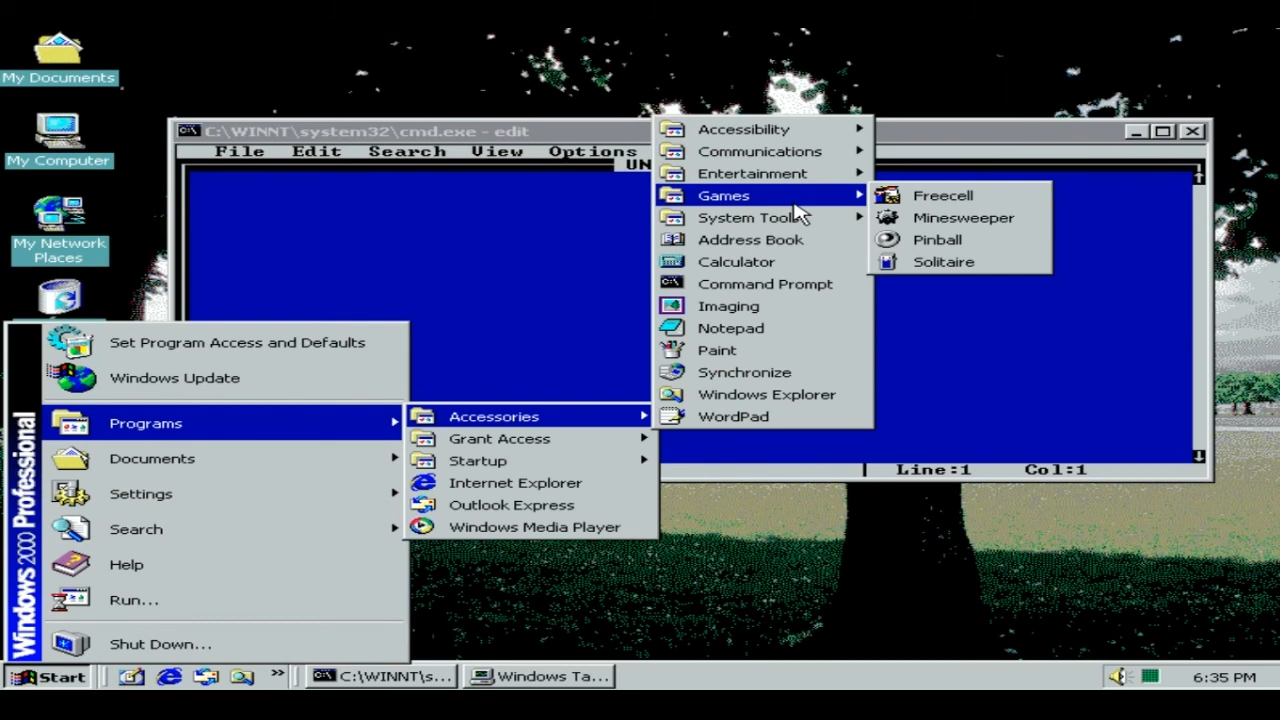 My Documents
My Computer
My Network
Places
C:\WINNT\system32\cmd.exe - edit
File Edit Search View Options
UN
Line:1 Col:1
Accessibility
Communications
Entertainment
Games
System Tools
Address Book
Calculator
Command Prompt
Imaging
Notepad
Paint
Synchronize
Windows Explorer
WordPad
Freecell
Minesweeper
Pinball
Solitaire
Windows 2000 Professional
Set Program Access and Defaults
Windows Update
Programs
Documents
Settings
Search
Help
Run...
Shut Down...
Accessories
Grant Access
Startup
Internet Explorer
Outlook Express
Windows Media Player
Start
C:\WINNT\s...
Windows Ta...
6:35 PM